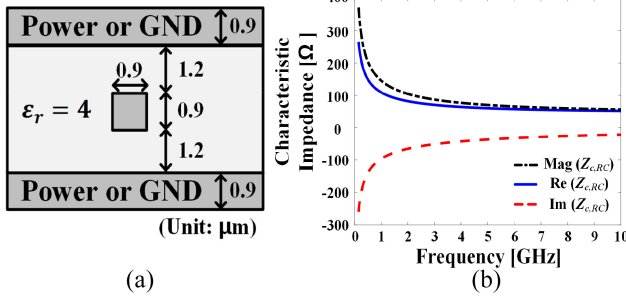 Power or GND
0.9
1.2
0.9
εr = 4
0.9
1.2
Power or GND
0.9
(Unit: μm)
(a)
Characteristic
Impedance [Ω]
400
300
200
100
0
-100
-200
-300
Mag (Zc,RC)
Re (Zc,RC)
Im (Zc,RC)
0 1 2 3 4 5 6 7 8 9 10
Frequency [GHz]
(b)